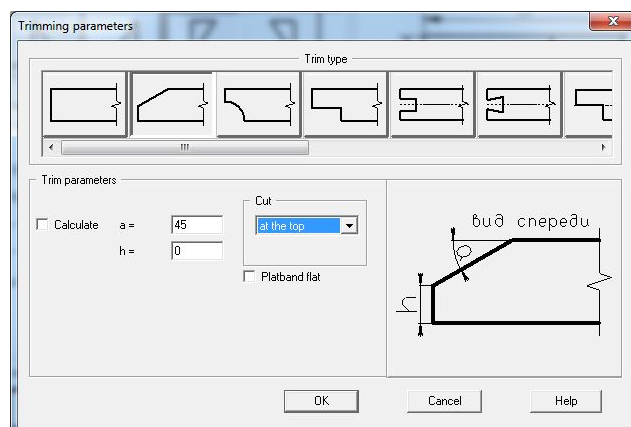 Trimming parameters
Trim type
Trim parameters
Calculate
a =
45
h =
0
Cut
at the top
Platband flat
вид спереди
a
h
OK
Cancel
Help